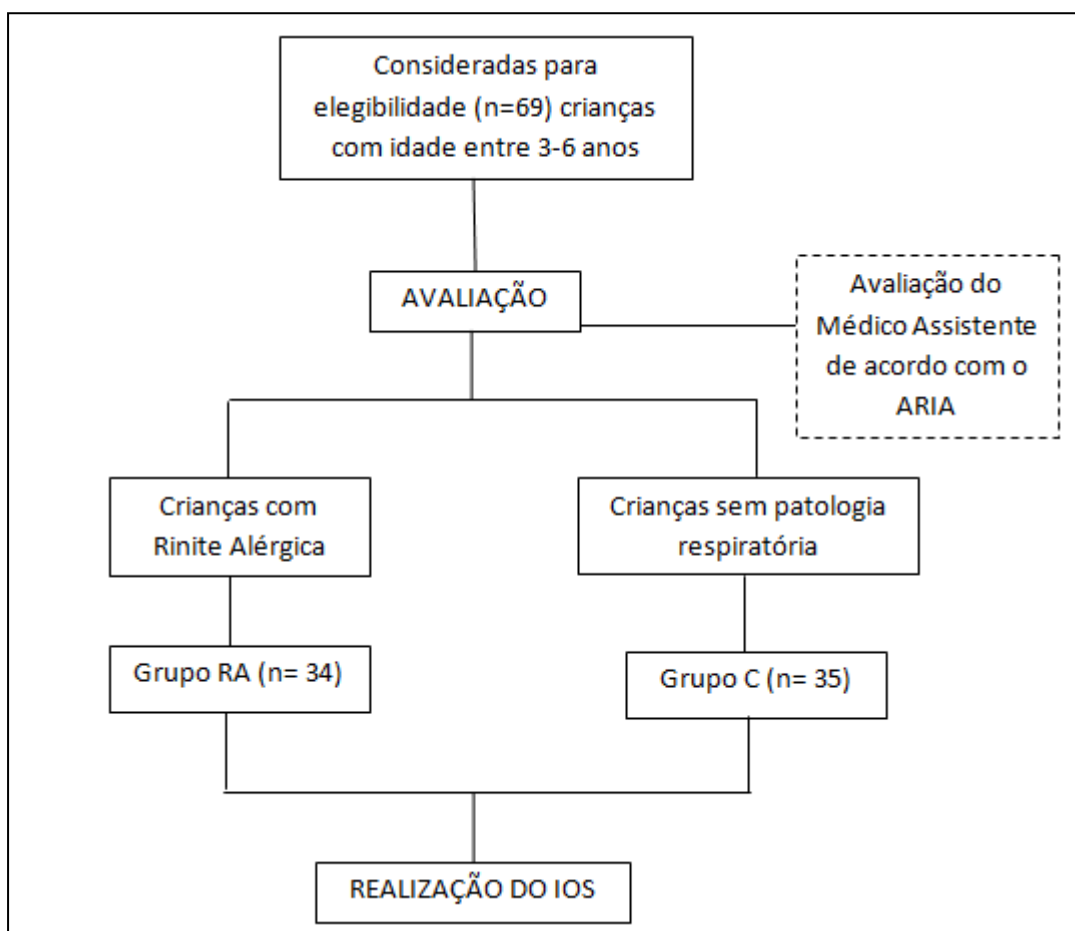 Consideradas para
elegibilidade (n=69) crianças
com idade entre 3-6 anos
AVALIAÇÃO
Avaliação do
Médico Assistente
de acordo com o
ARIA
Crianças com
Rinite Alérgica
Crianças sem patologia
respiratória
Grupo RA (n= 34)
Grupo C (n= 35)
REALIZAÇÃO DO IOS